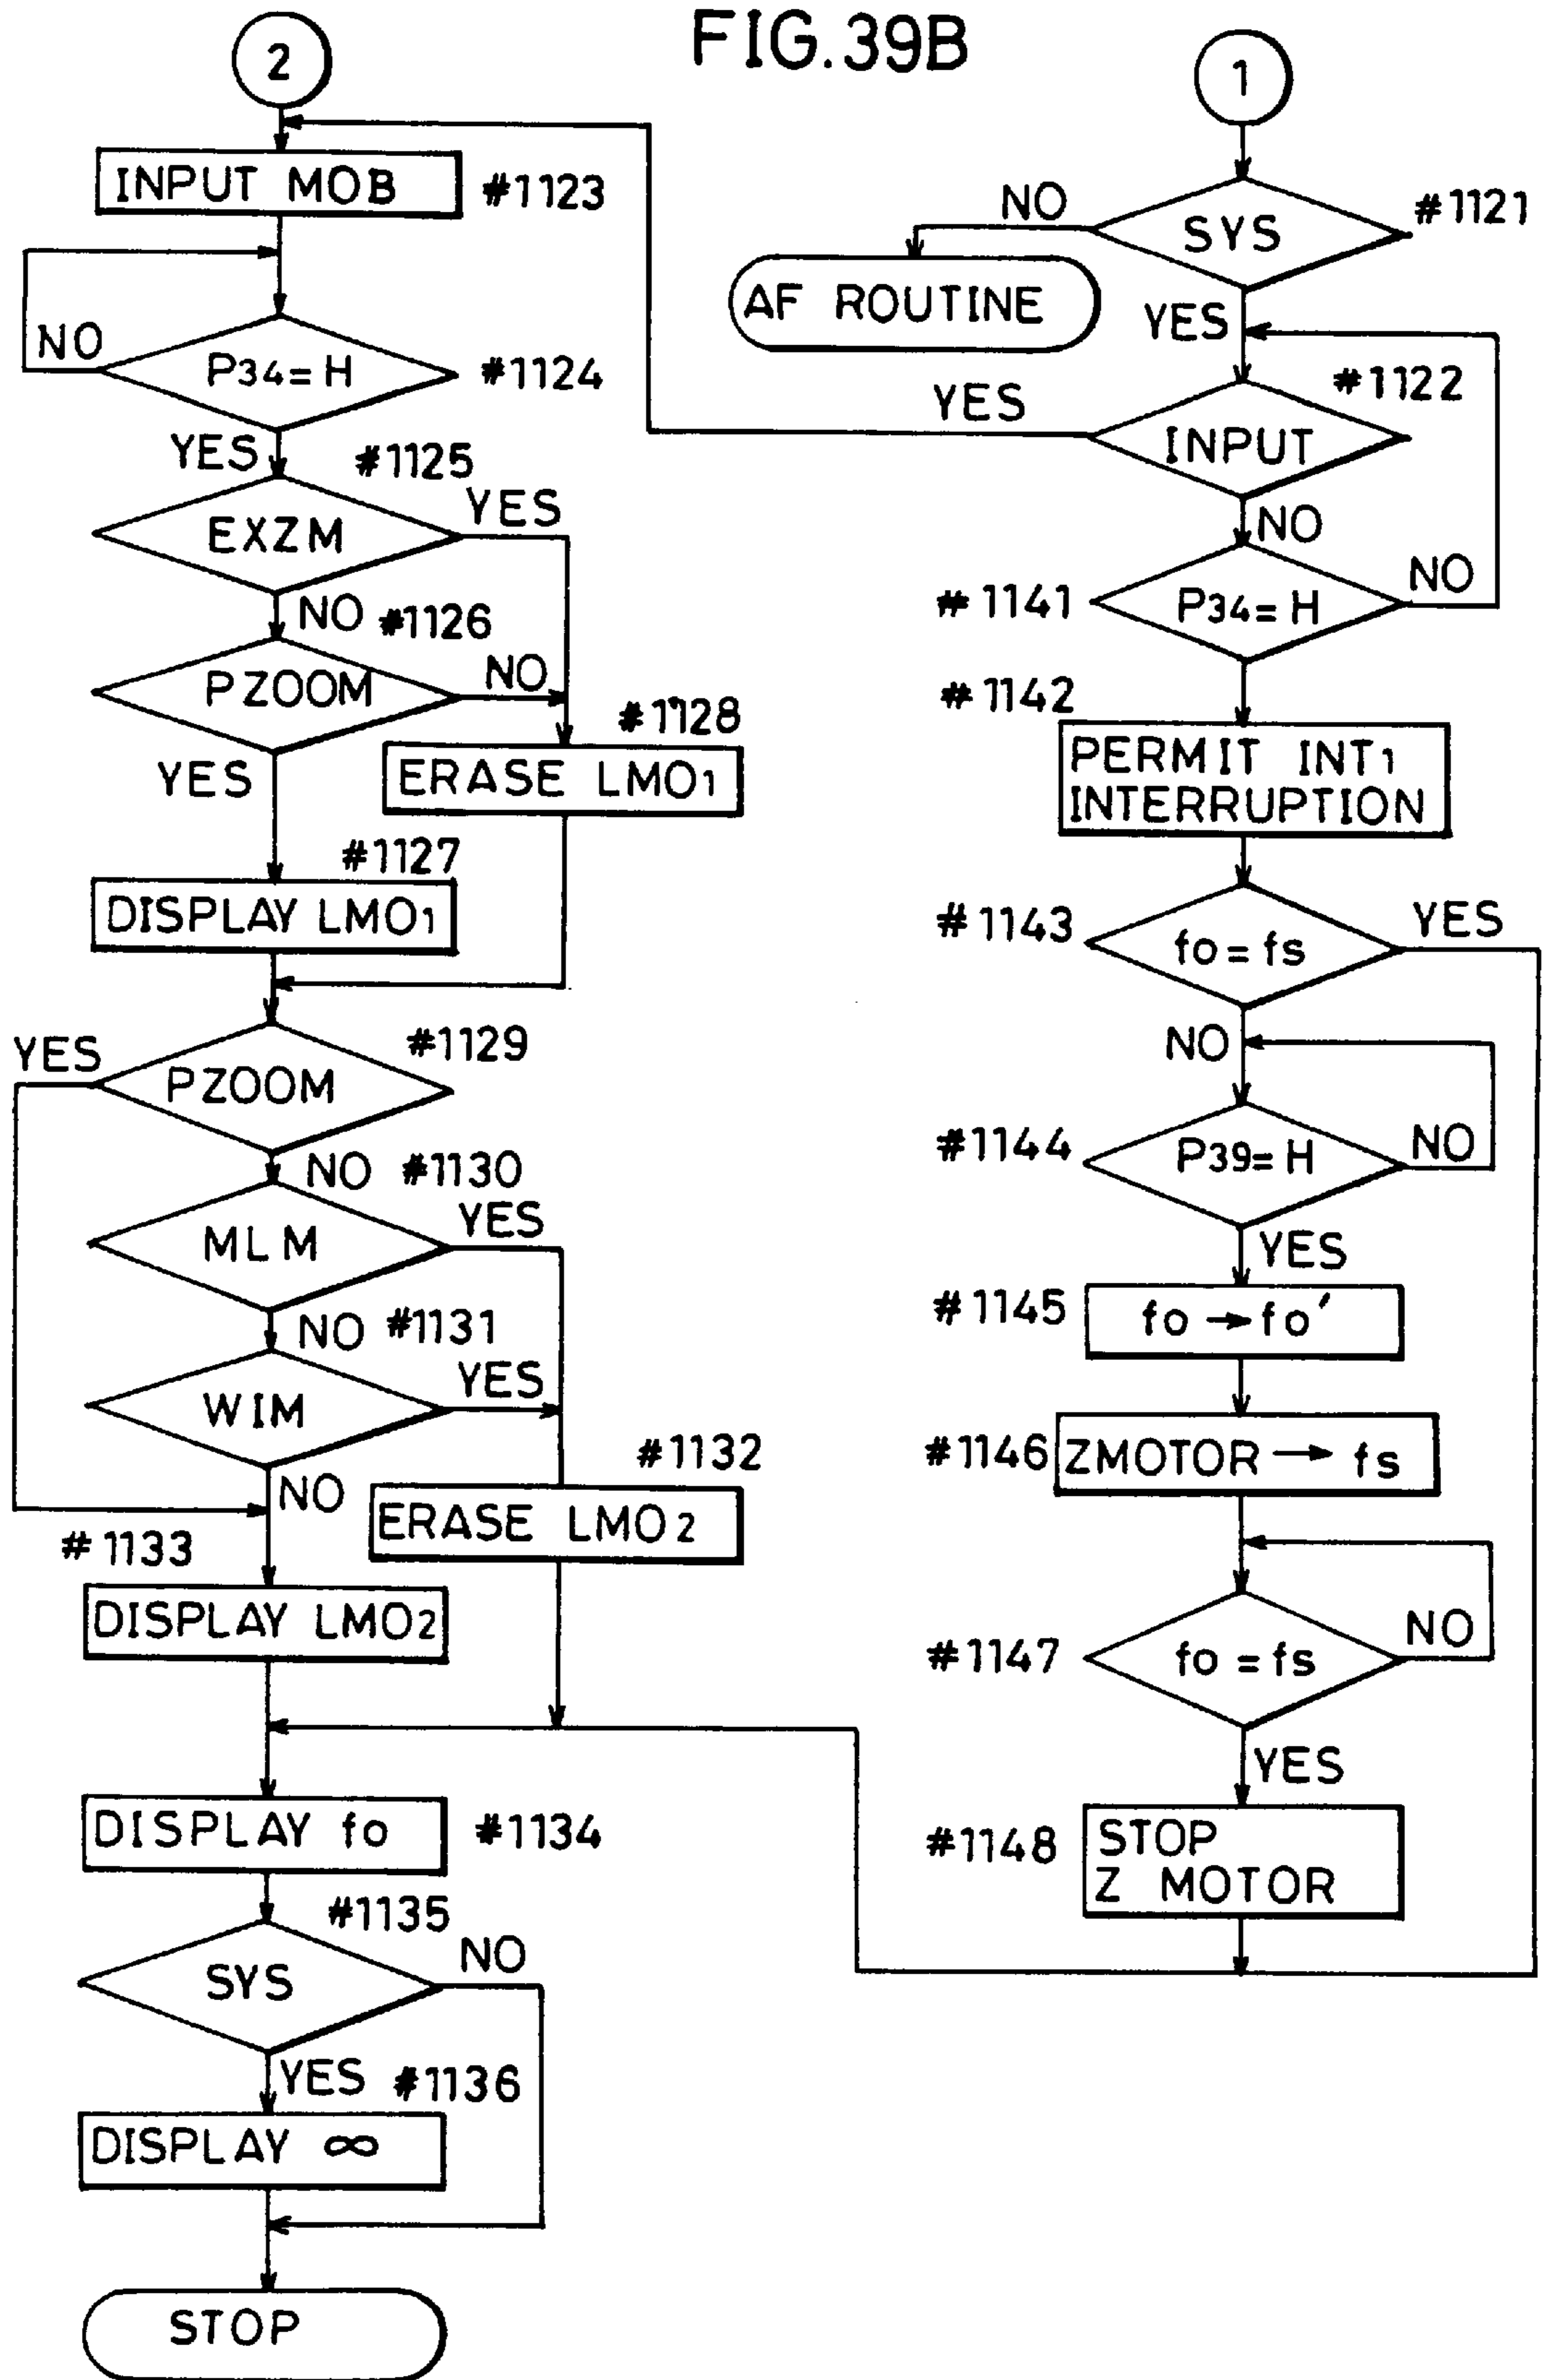 FIG.39B
2
INPUT MOB
#1123
NO
P34=H
#1124
YES
#1125
EXZM
YES
NO
#1126
PZOOM
NO
#1128
YES
ERASE LMO1
#1127
DISPLAY LMO1
YES
#1129
PZOOM
NO
#1130
MLM
YES
NO
#1131
WIM
YES
#1132
NO
ERASE LMO2
#1133
DISPLAY LMO2
DISPLAY fo
#1134
#1135
SYS
NO
YES
#1136
DISPLAY ∞
STOP
1
NO
#1121
SYS
AF ROUTINE
YES
#1122
YES
INPUT
NO
#1141
P34=H
NO
#1142
PERMIT INT1
INTERRUPTION
#1143
fo=fs
YES
NO
#1144
P39=H
NO
YES
#1145
fo→fo′
#1146
ZMOTOR→fs
#1147
fo=fs
NO
YES
#1148
STOP
Z MOTOR